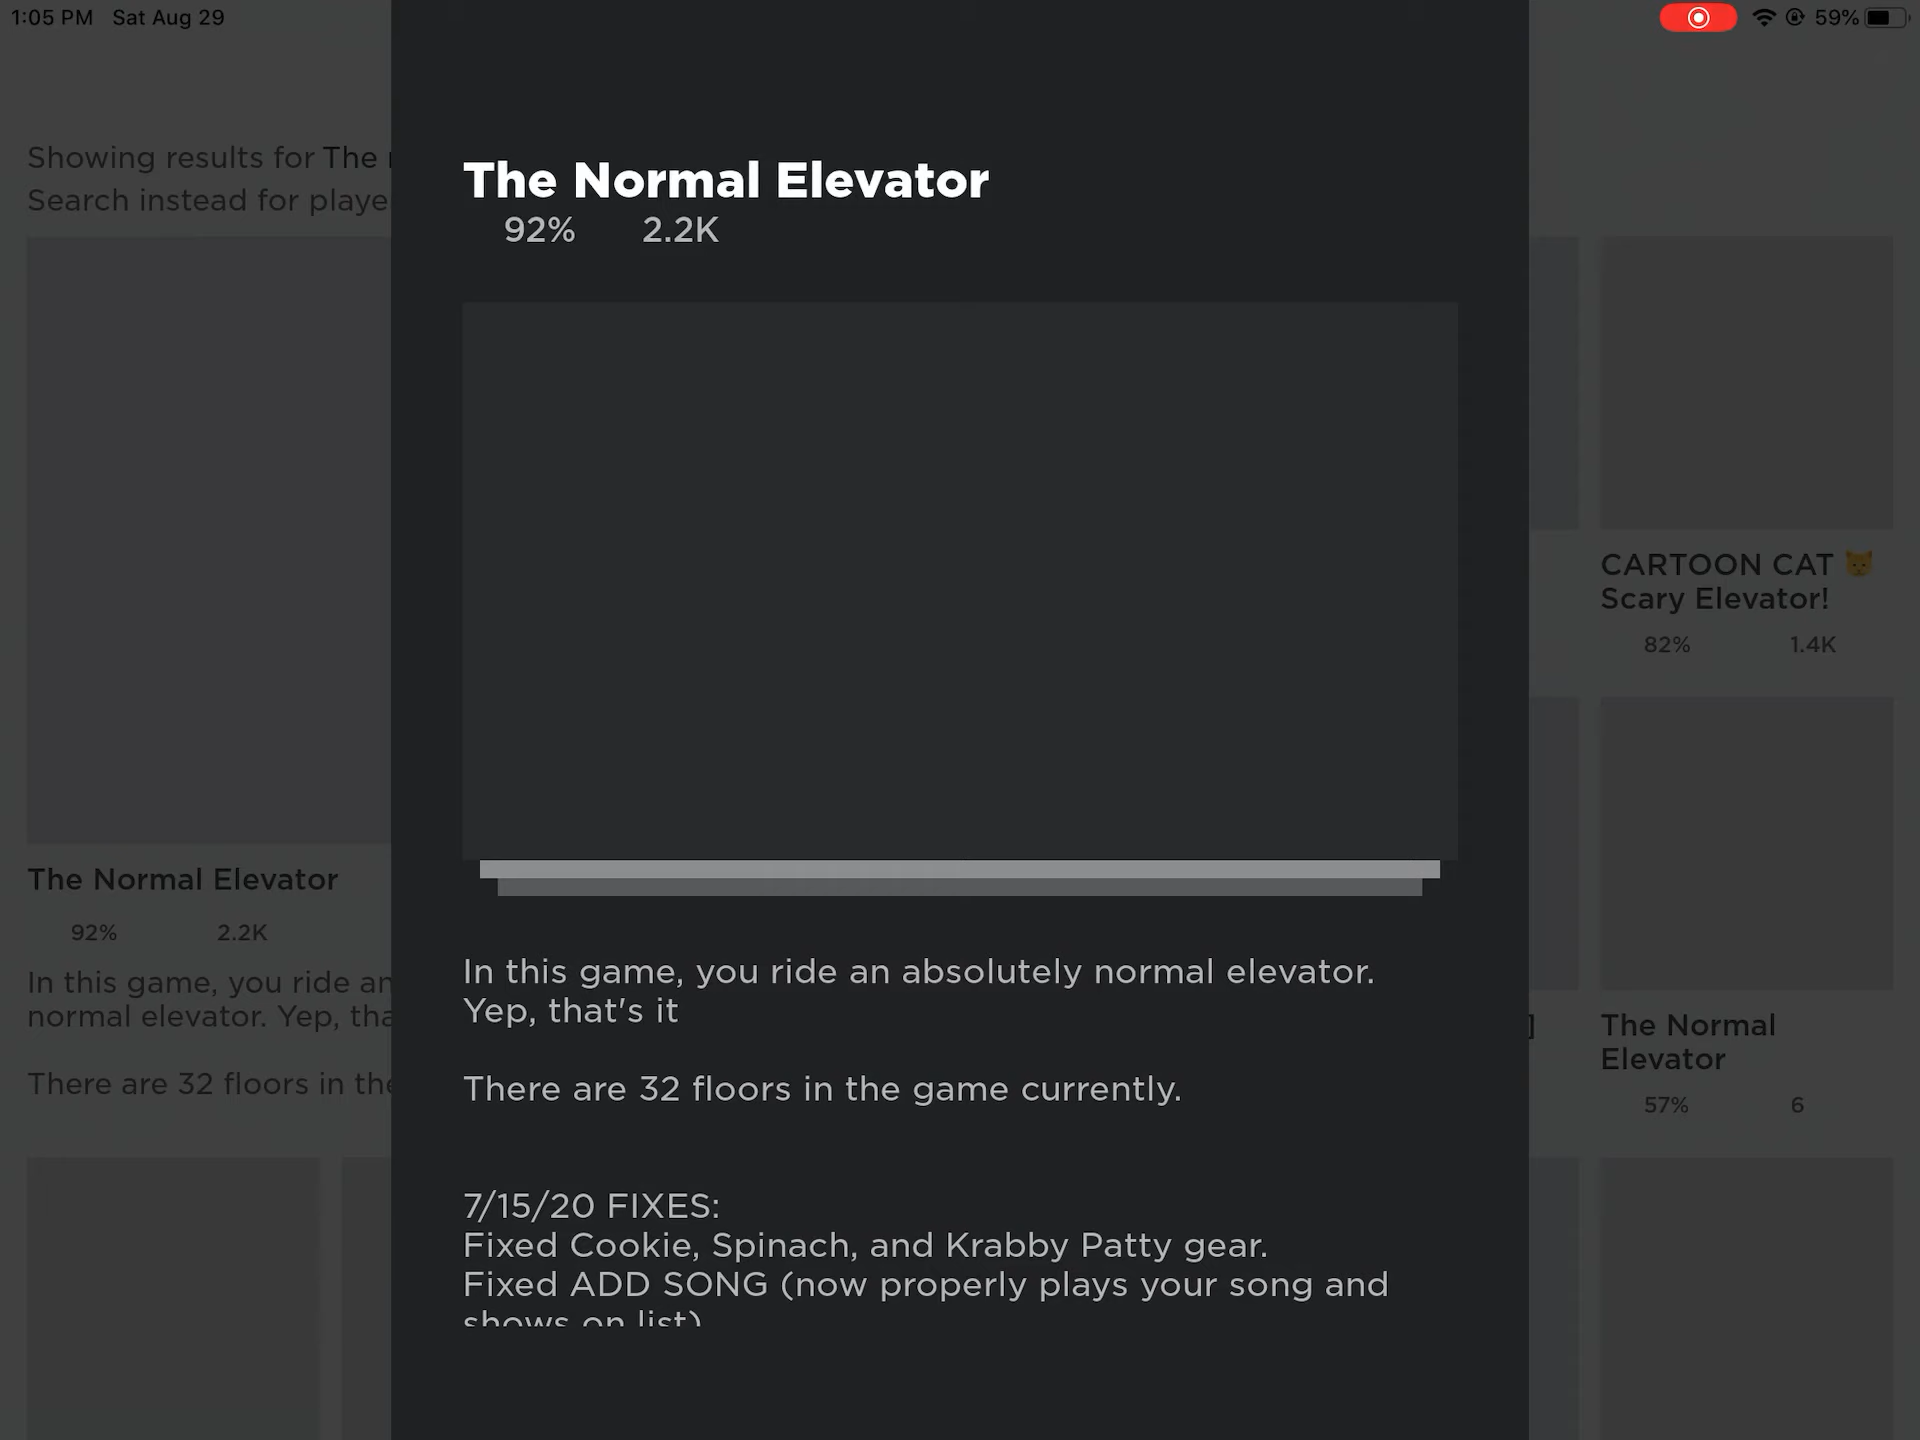 1:05 PM Sat Aug 29
59%
Showing results for The
Search instead for playe
The Normal Elevator
92% 2.2K
In this game, you ride an
normal elevator. Yep, tha
There are 32 floors in the
The Normal Elevator
92% 2.2K
In this game, you ride an absolutely normal elevator.
Yep, that's it
There are 32 floors in the game currently.
7/15/20 FIXES:
Fixed Cookie, Spinach, and Krabby Patty gear.
Fixed ADD SONG (now properly plays your song and
shows on list)
CARTOON CAT 🐱
Scary Elevator!
82% 1.4K
]
The Normal
Elevator
57% 6